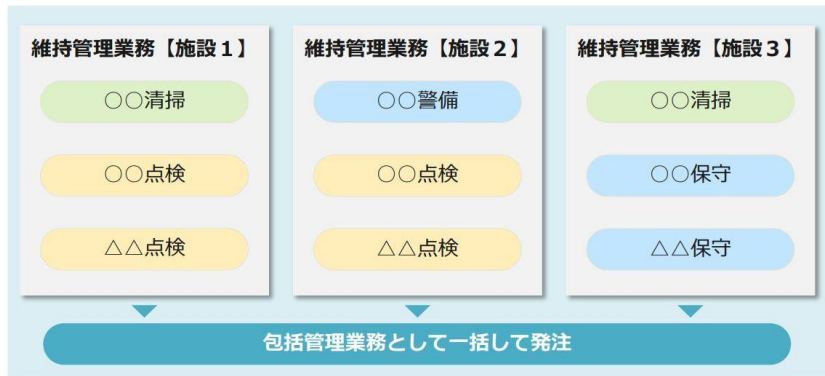 維持管理業務【施設１】
○○清掃
○○点検
△△点検
維持管理業務【施設２】
○○警備
○○点検
△△点検
維持管理業務【施設３】
○○清掃
○○保守
△△保守
包括管理業務として一括して発注